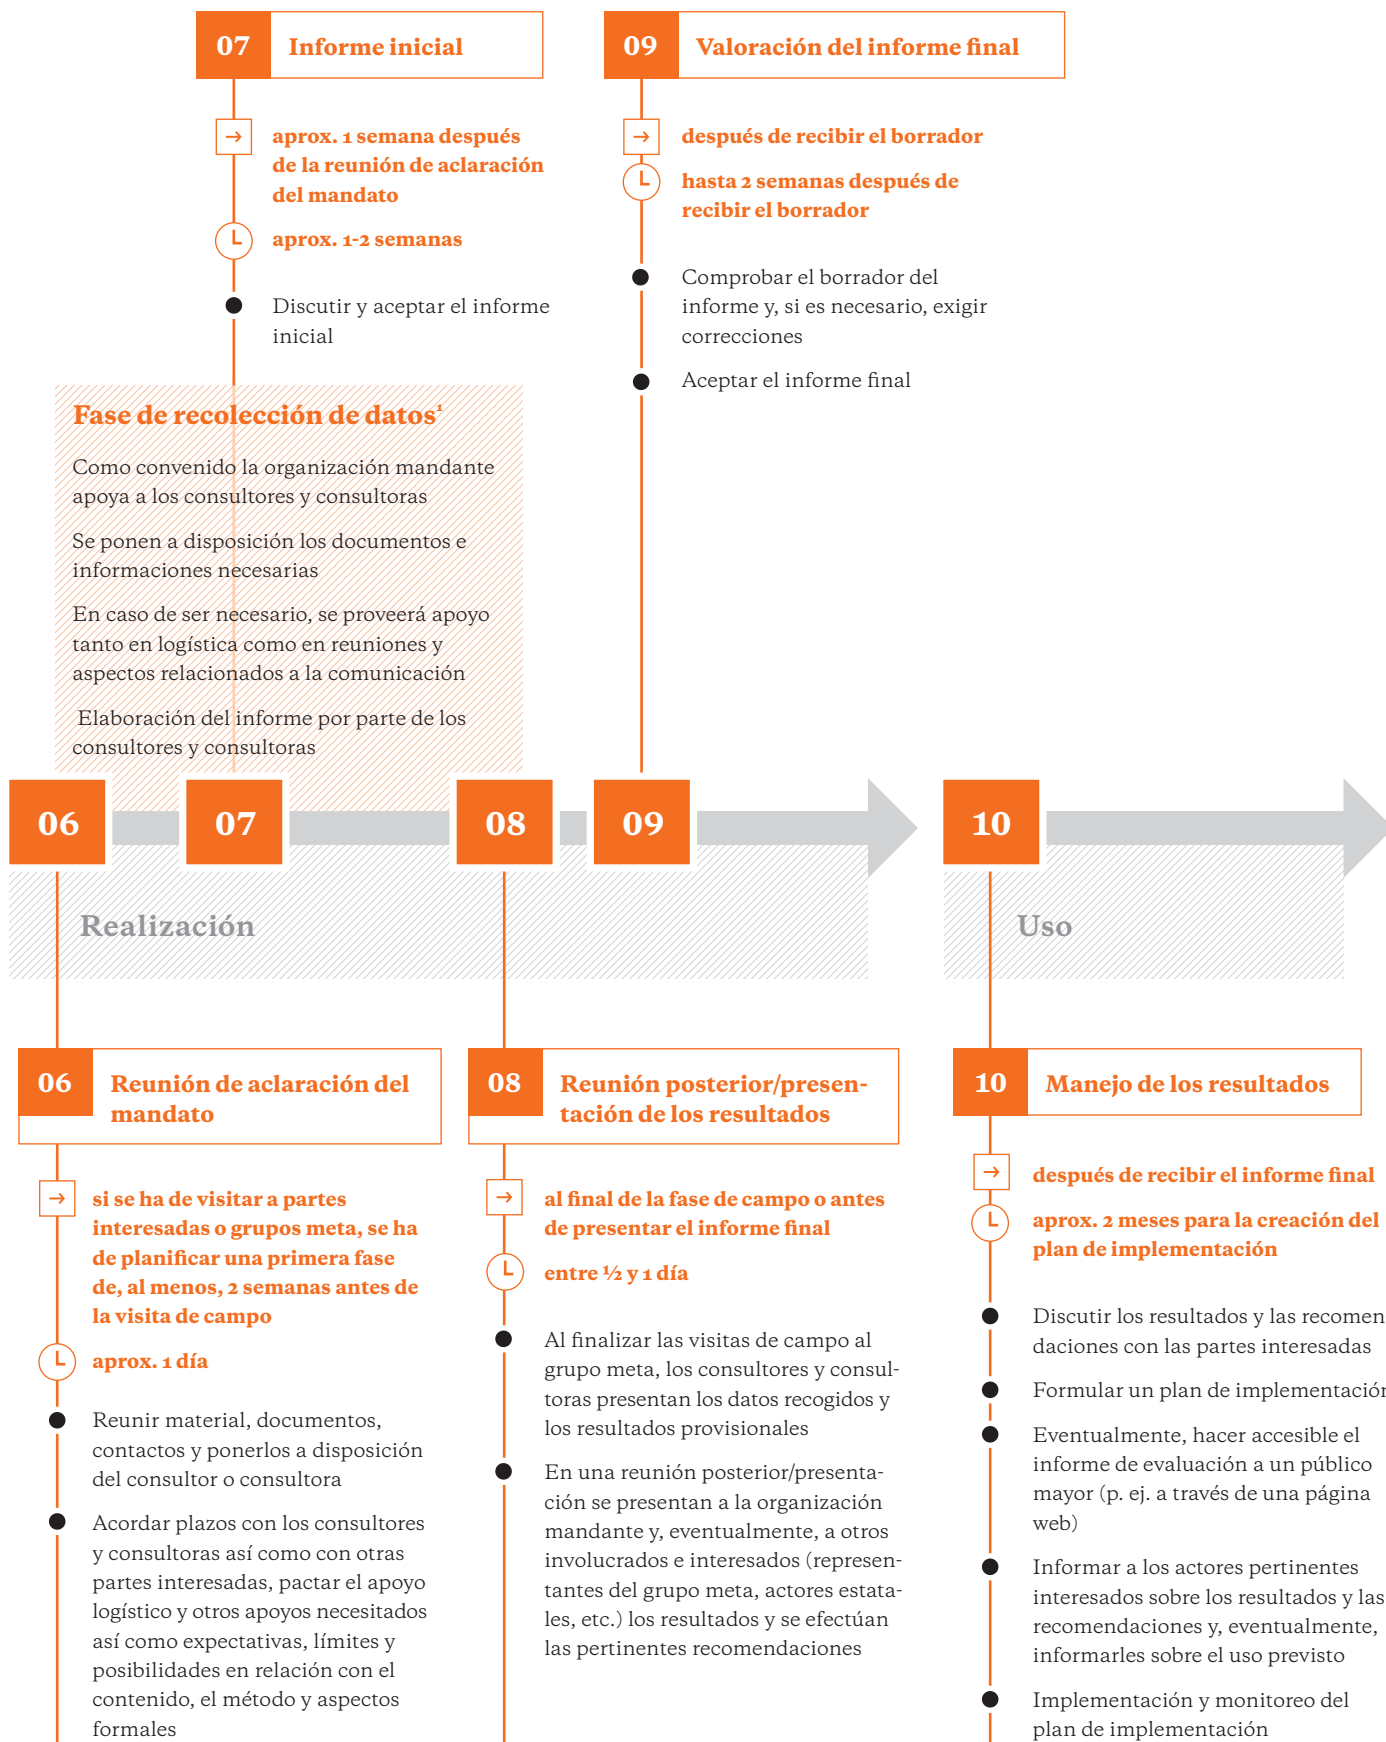 07
Informe inicial
aprox. 1 semana después
de la reunión de aclaración
del mandato
aprox. 1-2 semanas
Discutir y aceptar el informe
inicial
09
Valoración del informe final
después de recibir el borrador
hasta 2 semanas después de
recibir el borrador
Comprobar el borrador del
informe y, si es necesario, exigir
correcciones
Aceptar el informe final
Fase de recolección de datos¹
Como convenido la organización mandante
apoya a los consultores y consultoras
Se ponen a disposición los documentos e
informaciones necesarias
En caso de ser necesario, se proveerá apoyo
tanto en logística como en reuniones y
aspectos relacionados a la comunicación
Elaboración del informe por parte de los
consultores y consultoras
06
07
08
09
10
Realización
Uso
06
Reunión de aclaración del
mandato
si se ha de visitar a partes
interesadas o grupos meta, se ha
de planificar una primera fase
de, al menos, 2 semanas antes de
la visita de campo
aprox. 1 día
Reunir material, documentos,
contactos y ponerlos a disposición
del consultor o consultora
Acordar plazos con los consultores
y consultoras así como con otras
partes interesadas, pactar el apoyo
logístico y otros apoyos necesitados
así como expectativas, límites y
posibilidades en relación con el
contenido, el método y aspectos
formales
08
Reunión posterior/presen-
tación de los resultados
al final de la fase de campo o antes
de presentar el informe final
entre ½ y 1 día
Al finalizar las visitas de campo al
grupo meta, los consultores y consul-
toras presentan los datos recogidos y
los resultados provisionales
En una reunión posterior/presenta-
ción se presentan a la organización
mandante y, eventualmente, a otros
involucrados e interesados (represen-
tantes del grupo meta, actores estata-
les, etc.) los resultados y se efectúan
las pertinentes recomendaciones
10
Manejo de los resultados
después de recibir el informe final
aprox. 2 meses para la creación del
plan de implementación
Discutir los resultados y las recomen
daciones con las partes interesadas
Formular un plan de implementación
Eventualmente, hacer accesible el
informe de evaluación a un público
mayor (p. ej. a través de una página
web)
Informar a los actores pertinentes
interesados sobre los resultados y las
recomendaciones y, eventualmente,
informarles sobre el uso previsto
Implementación y monitoreo del
plan de implementación